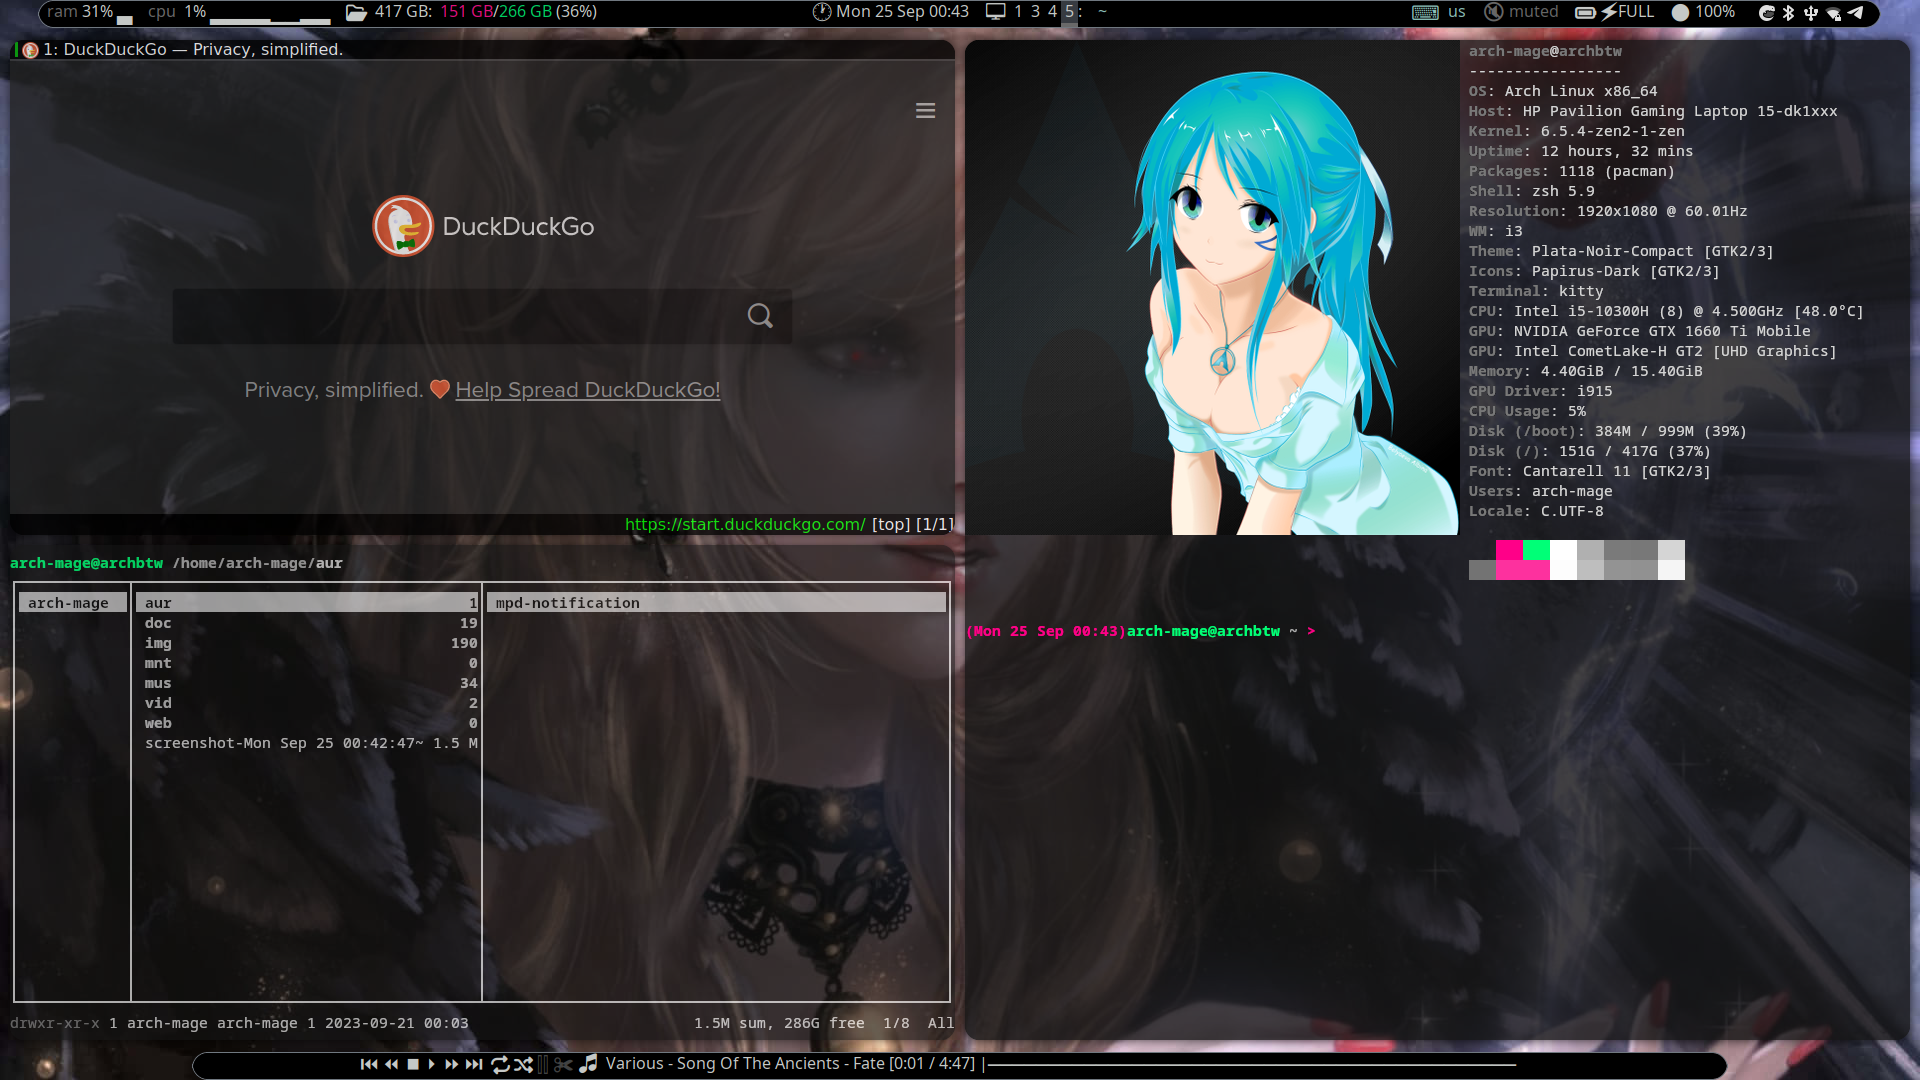 ram 31% cpu 1% 417 GB: 151 GB/266 GB (36%) Mon 25 Sep 00:43 1 3 4 5: ~ us muted FULL 100%
1: DuckDuckGo — Privacy, simplified.
DuckDuckGo
Privacy, simplified. Help Spread DuckDuckGo!
https://start.duckduckgo.com/ [top] [1/1]
arch-mage@archbtw /home/arch-mage/aur
arch-mage aur 1 mpd-notification
doc 19
img 190
mnt 0
mus 34
vid 2
web 0
screenshot-Mon Sep 25 00:42:47~ 1.5 M
drwxr-xr-x 1 arch-mage arch-mage 1 2023-09-21 00:03 1.5M sum, 286G free 1/8 All
arch-mage@archbtw
-----------------
OS: Arch Linux x86_64
Host: HP Pavilion Gaming Laptop 15-dk1xxx
Kernel: 6.5.4-zen2-1-zen
Uptime: 12 hours, 32 mins
Packages: 1118 (pacman)
Shell: zsh 5.9
Resolution: 1920x1080 @ 60.01Hz
WM: i3
Theme: Plata-Noir-Compact [GTK2/3]
Icons: Papirus-Dark [GTK2/3]
Terminal: kitty
CPU: Intel i5-10300H (8) @ 4.500GHz [48.0°C]
GPU: NVIDIA GeForce GTX 1660 Ti Mobile
GPU: Intel CometLake-H GT2 [UHD Graphics]
Memory: 4.40GiB / 15.40GiB
GPU Driver: i915
CPU Usage: 5%
Disk (/boot): 384M / 999M (39%)
Disk (/): 151G / 417G (37%)
Font: Cantarell 11 [GTK2/3]
Users: arch-mage
Locale: C.UTF-8
(Mon 25 Sep 00:43)arch-mage@archbtw ~ >
Various - Song Of The Ancients - Fate [0:01 / 4:47] |